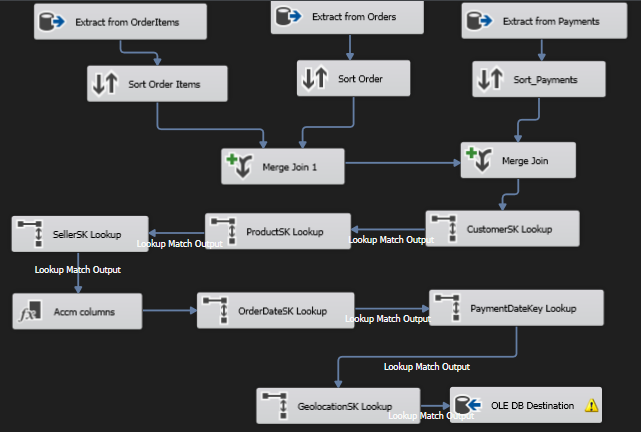 Extract from OrderItems
Extract from Orders
Extract from Payments
Sort Order Items
Sort Order
Sort_Payments
Merge Join 1
Merge Join
SellerSK Lookup
Lookup Match Output
ProductSK Lookup
Lookup Match Output
CustomerSK Lookup
Lookup Match Output
Accm columns
OrderDateSK Lookup
Lookup Match Output
PaymentDateKey Lookup
Lookup Match Output
GeolocationSK Lookup
Lookup Match Output
OLE DB Destination